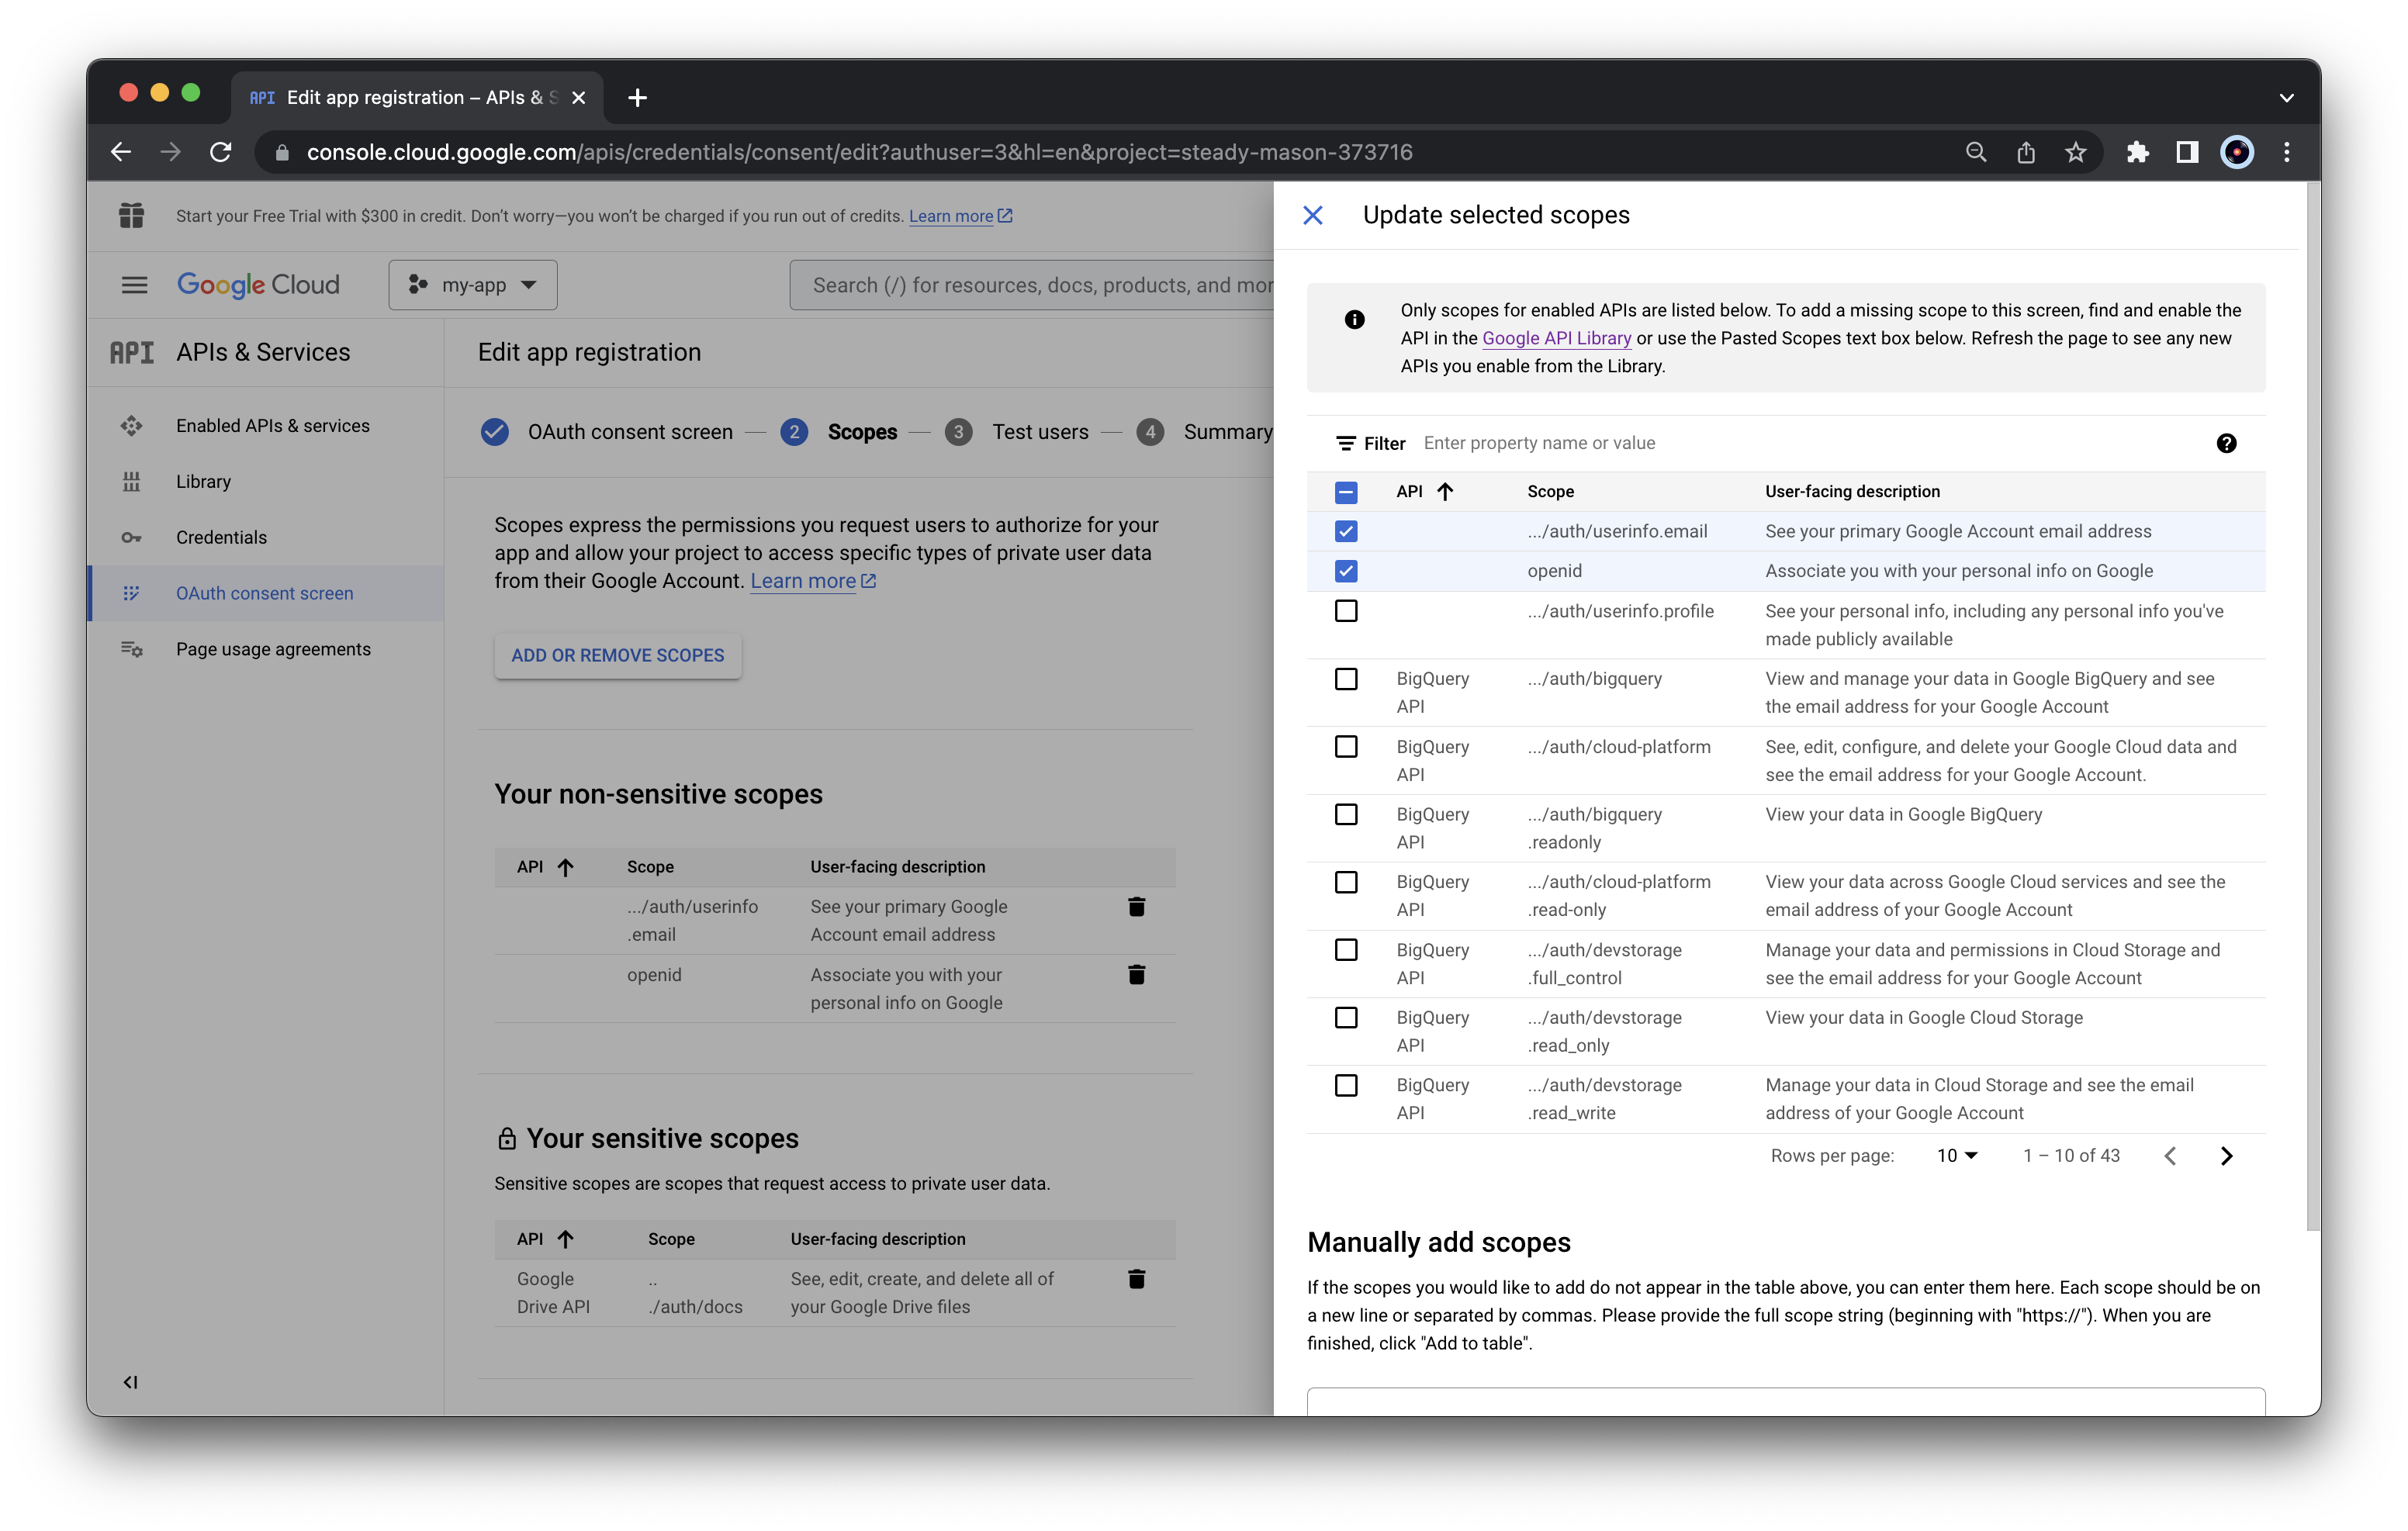 API Edit app registration – APIs & S
console.cloud.google.com/apis/credentials/consent/edit?authuser=3&hl=en&project=steady-mason-373716
Start your Free Trial with $300 in credit. Don't worry—you won't be charged if you run out of credits. Learn more
Google Cloud
my-app
Search (/) for resources, docs, products, and mor
API APIs & Services
Enabled APIs & services
Library
Credentials
OAuth consent screen
Page usage agreements
Edit app registration
OAuth consent screen — 2 Scopes — 3 Test users — 4 Summary
Scopes express the permissions you request users to authorize for your
app and allow your project to access specific types of private user data
from their Google Account. Learn more
ADD OR REMOVE SCOPES
Your non-sensitive scopes
API Scope User-facing description
.../auth/userinfo See your primary Google
.email Account email address
openid Associate you with your
personal info on Google
Your sensitive scopes
Sensitive scopes are scopes that request access to private user data.
API Scope User-facing description
Google .. See, edit, create, and delete all of
Drive API ./auth/docs your Google Drive files
Update selected scopes
Only scopes for enabled APIs are listed below. To add a missing scope to this screen, find and enable the
API in the Google API Library or use the Pasted Scopes text box below. Refresh the page to see any new
APIs you enable from the Library.
Filter Enter property name or value
API Scope User-facing description
.../auth/userinfo.email See your primary Google Account email address
openid Associate you with your personal info on Google
.../auth/userinfo.profile See your personal info, including any personal info you've
made publicly available
BigQuery .../auth/bigquery View and manage your data in Google BigQuery and see
API the email address for your Google Account
BigQuery .../auth/cloud-platform See, edit, configure, and delete your Google Cloud data and
API see the email address for your Google Account.
BigQuery .../auth/bigquery View your data in Google BigQuery
API .readonly
BigQuery .../auth/cloud-platform View your data across Google Cloud services and see the
API .read-only email address of your Google Account
BigQuery .../auth/devstorage Manage your data and permissions in Cloud Storage and
API .full_control see the email address for your Google Account
BigQuery .../auth/devstorage View your data in Google Cloud Storage
API .read_only
BigQuery .../auth/devstorage Manage your data in Cloud Storage and see the email
API .read_write address of your Google Account
Rows per page: 10 1 – 10 of 43
Manually add scopes
If the scopes you would like to add do not appear in the table above, you can enter them here. Each scope should be on
a new line or separated by commas. Please provide the full scope string (beginning with "https://"). When you are
finished, click "Add to table".